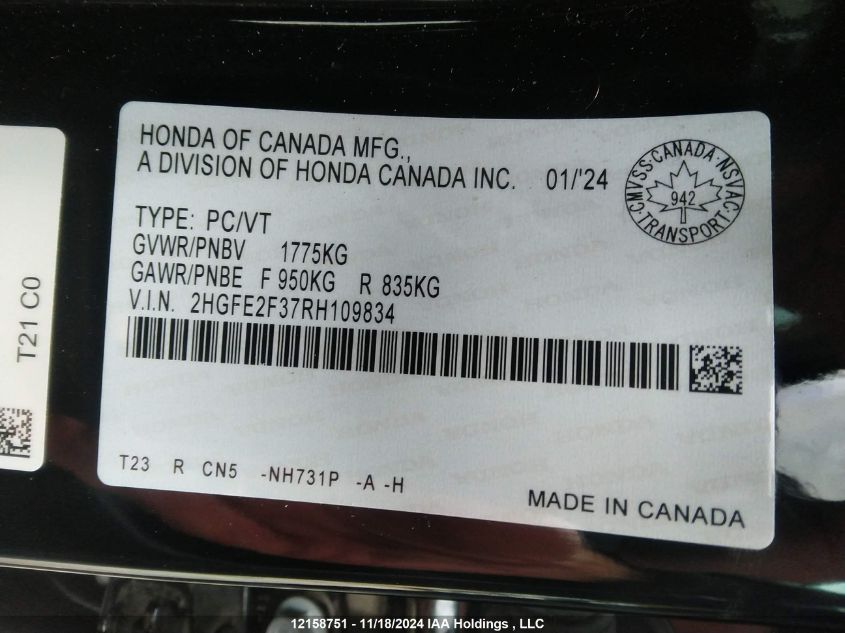 HONDA OF CANADA MFG.,
A DIVISION OF HONDA CANADA INC. 01/'24
CMVSS·CANADA·NSVAC
942
·TRANSPORT·
TYPE: PC/VT
GVWR/PNBV 1775KG
GAWR/PNBE F 950KG R 835KG
V.I.N. 2HGFE2F37RH109834
T23 R CN5 -NH731P -A -H
MADE IN CANADA
T21 C0
12158751 - 11/18/2024 IAA Holdings , LLC